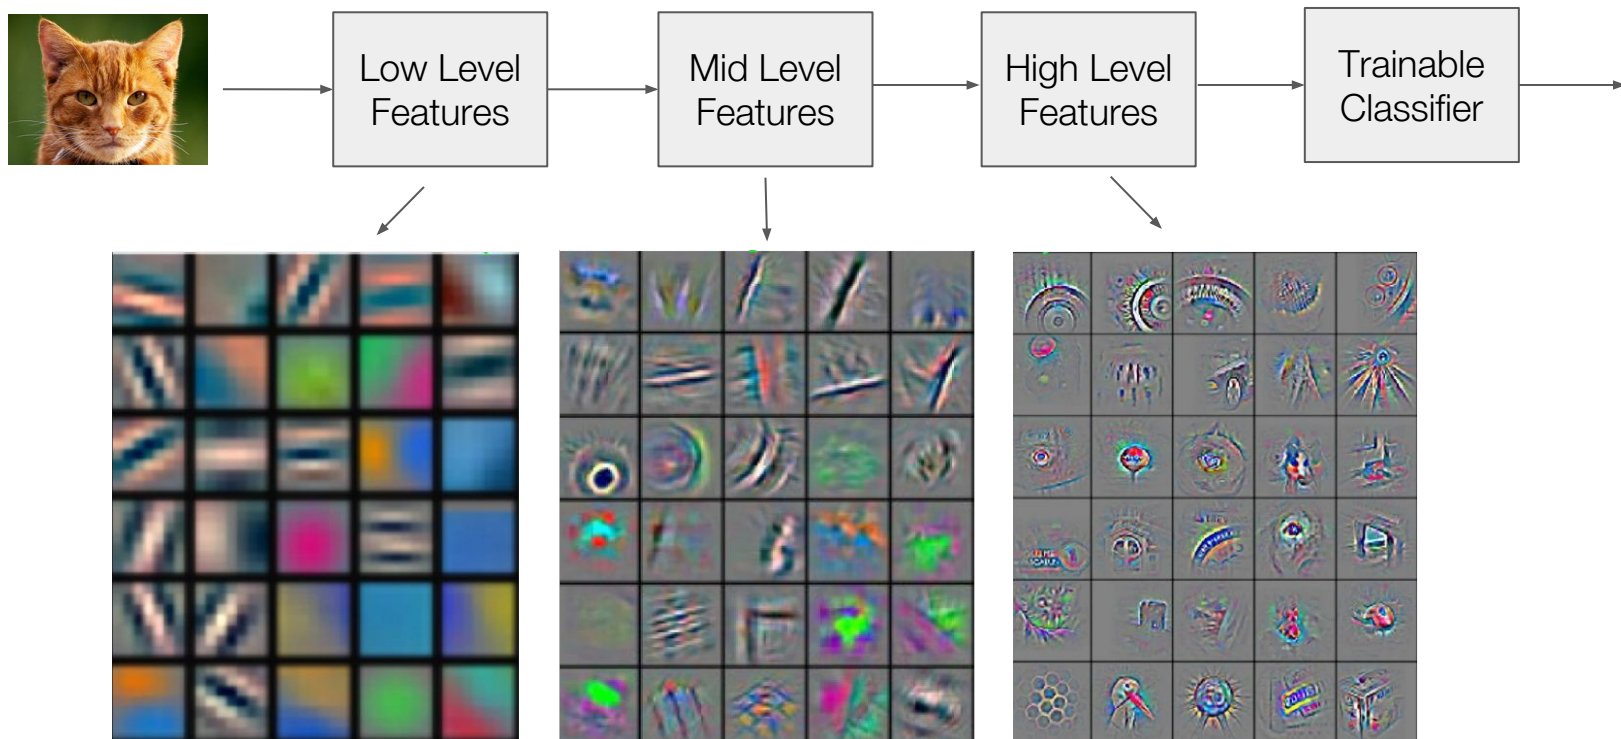 Low Level
Features
Mid Level
Features
High Level
Features
Trainable
Classifier